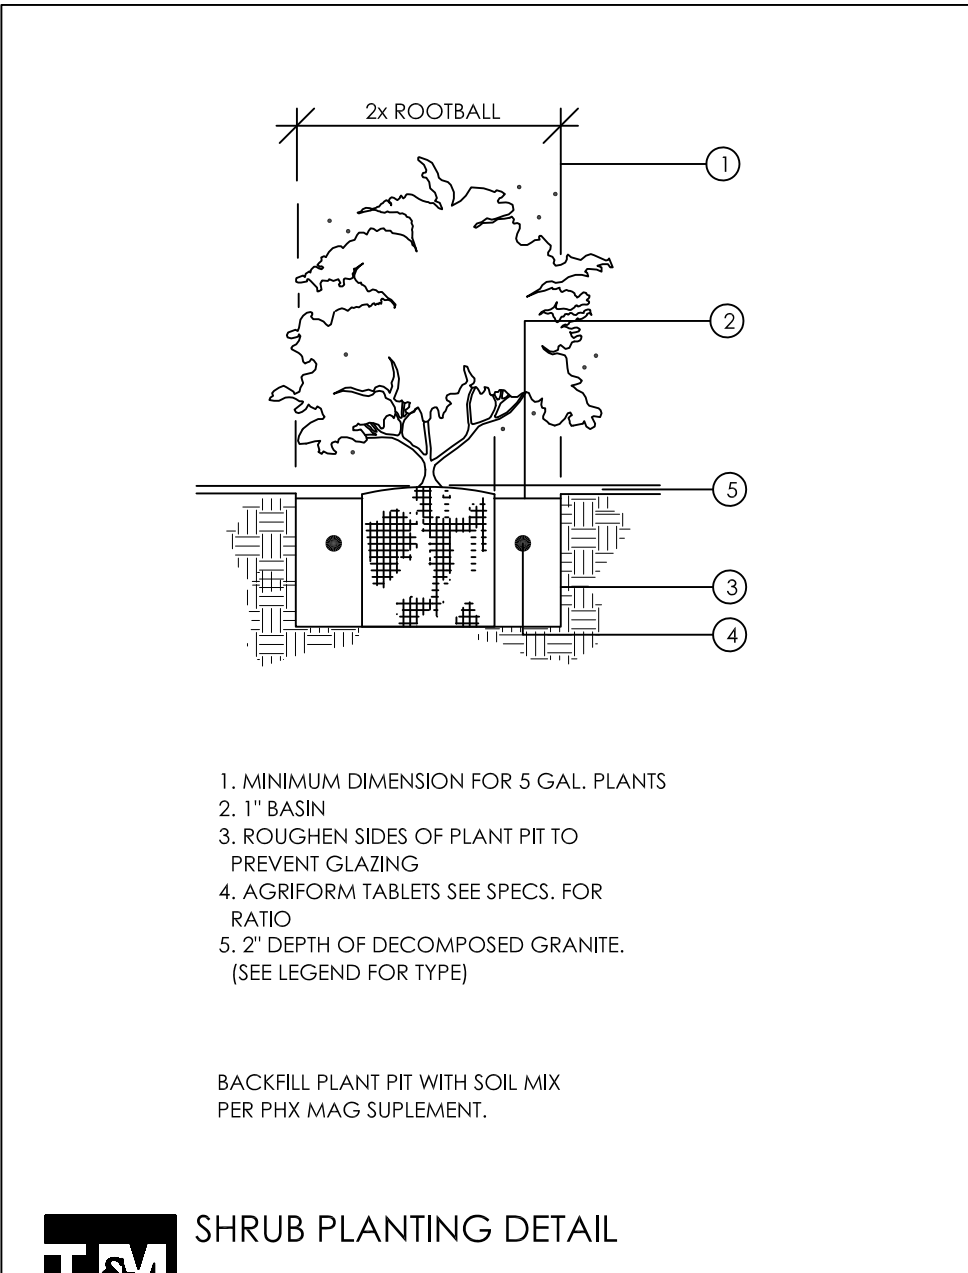 2x ROOTBALL
1
2
5
3
4
1. MINIMUM DIMENSION FOR 5 GAL. PLANTS
2. 1" BASIN
3. ROUGHEN SIDES OF PLANT PIT TO
PREVENT GLAZING
4. AGRIFORM TABLETS SEE SPECS. FOR
RATIO
5. 2" DEPTH OF DECOMPOSED GRANITE.
(SEE LEGEND FOR TYPE)
BACKFILL PLANT PIT WITH SOIL MIX
PER PHX MAG SUPLEMENT.
SHRUB PLANTING DETAIL